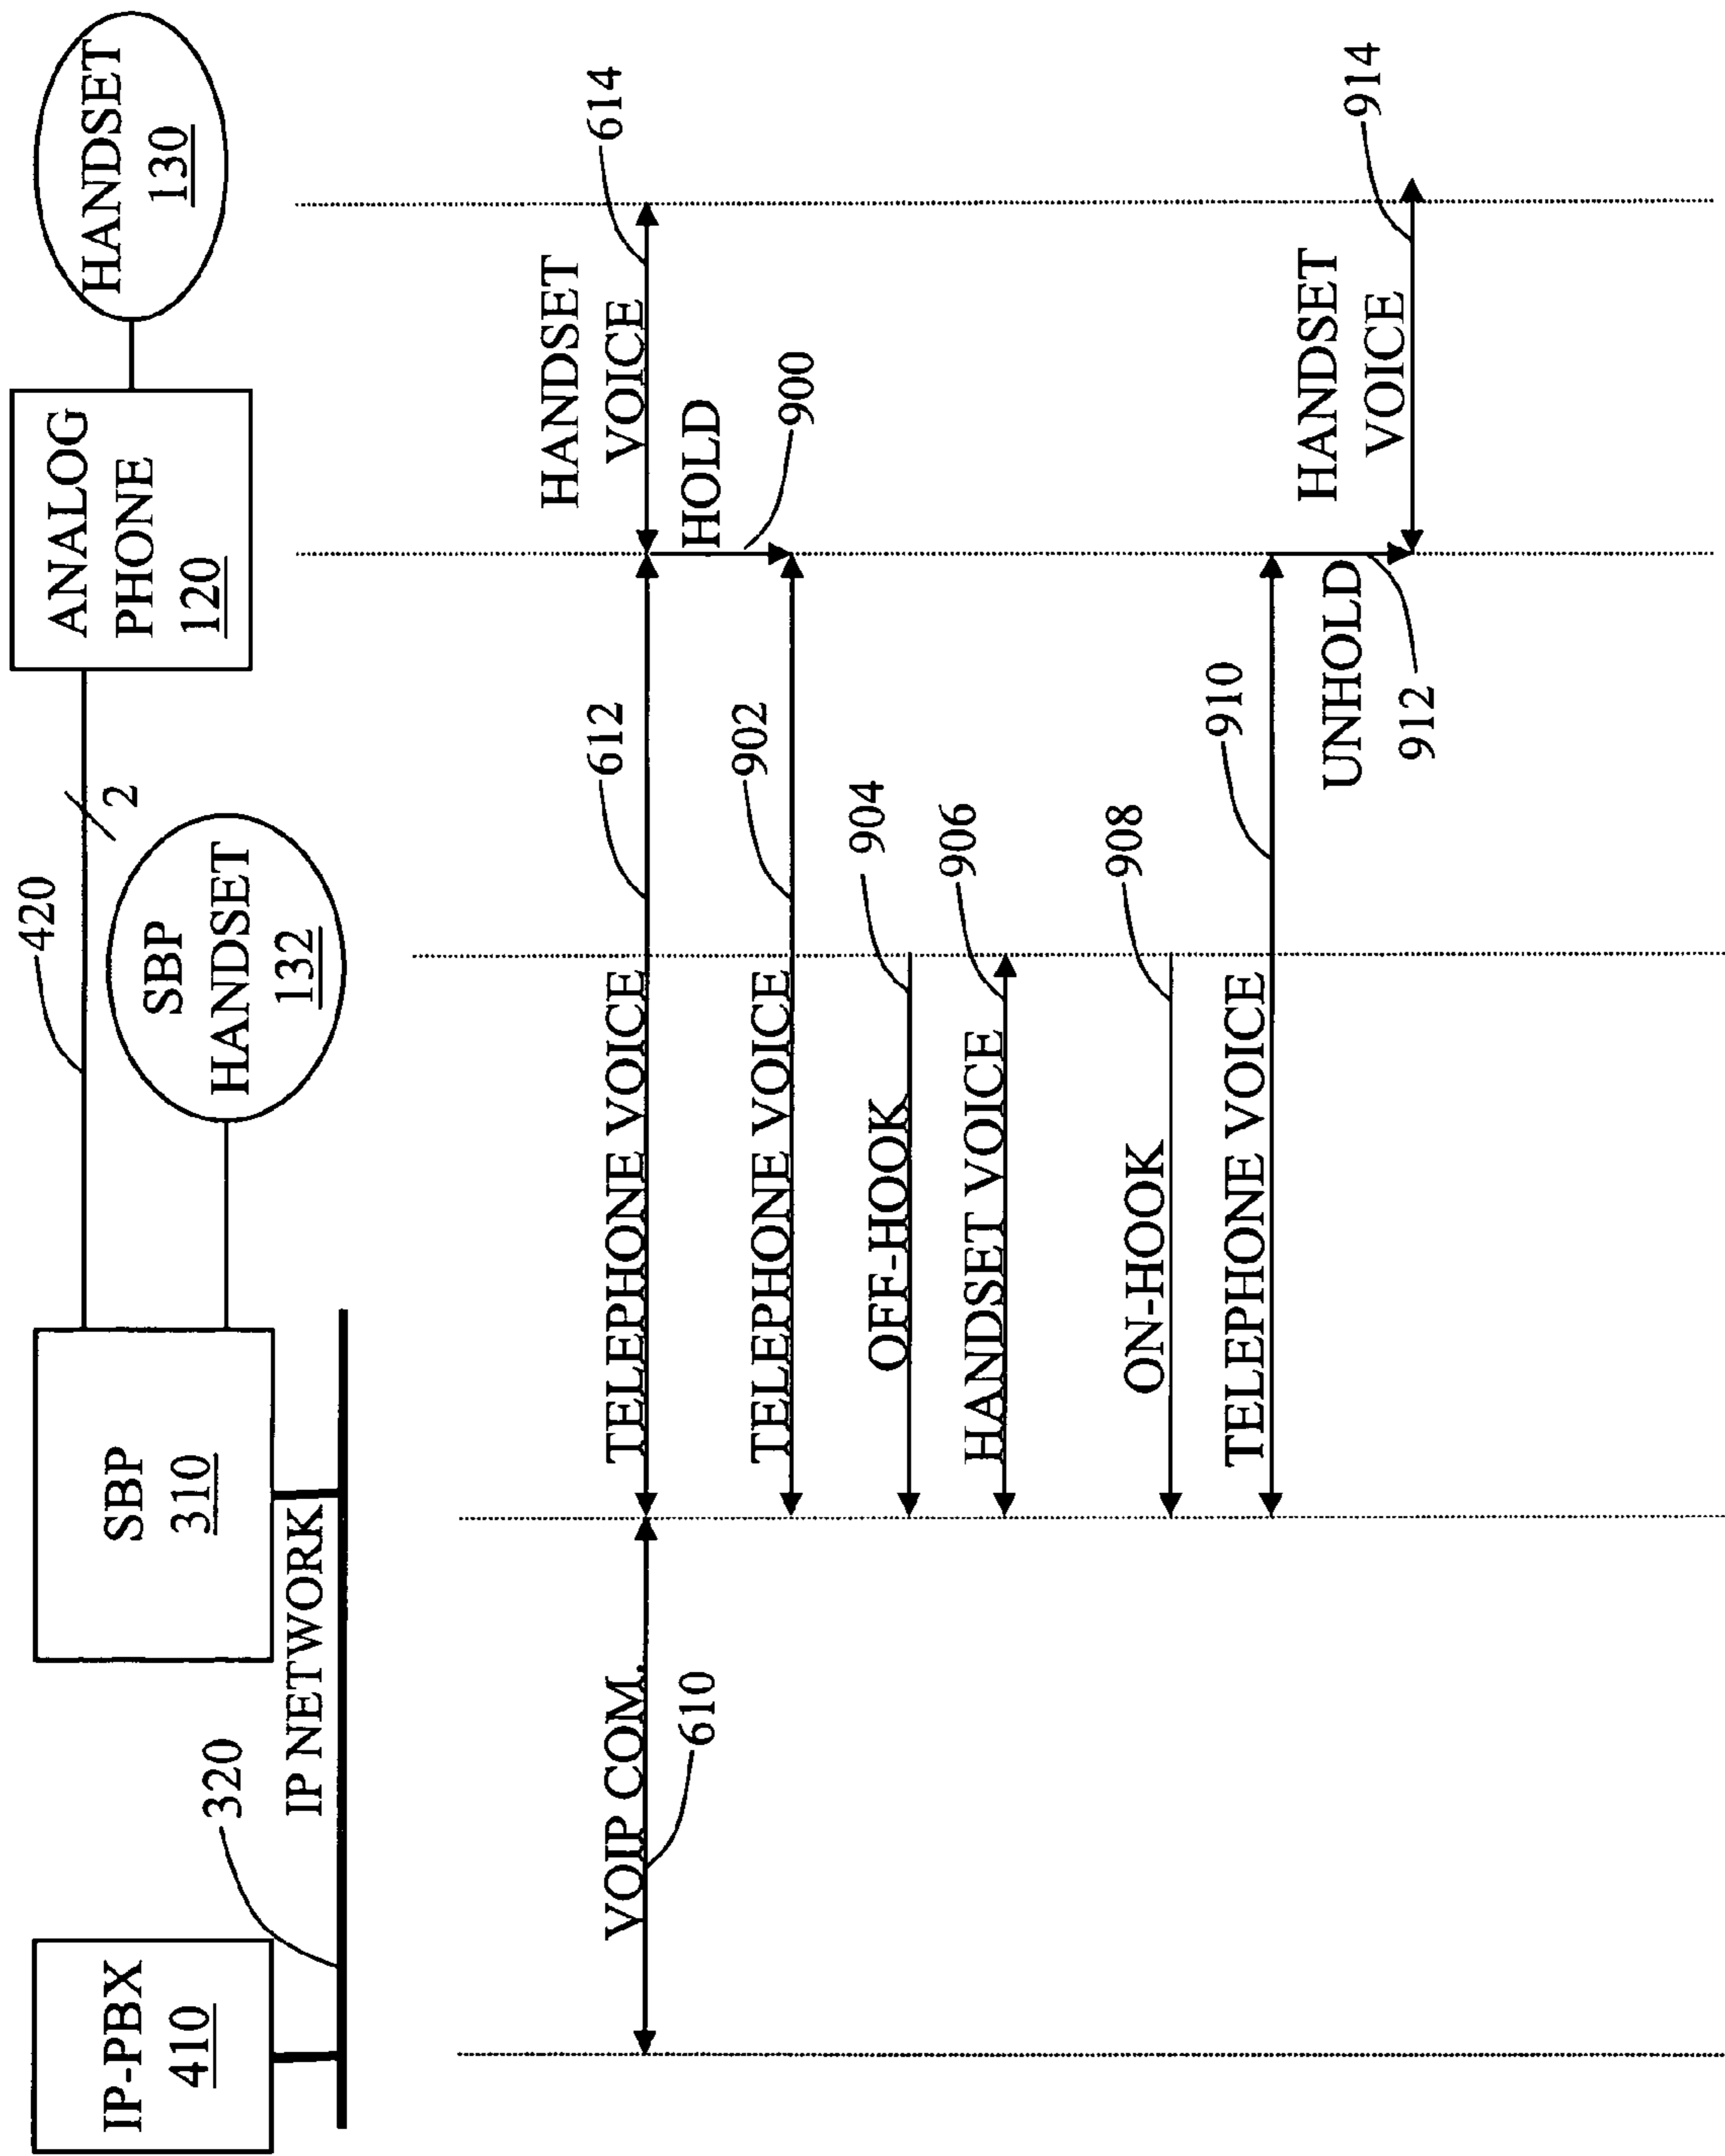 IP-PBX
410
320
IP NETWORK
SBP
310
SBP
HANDSET
132
420
2
ANALOG
PHONE
120
HANDSET
130
VOIP COM.
610
TELEPHONE VOICE
612
HANDSET
VOICE
614
HOLD
900
TELEPHONE VOICE
902
OFF-HOOK
904
HANDSET VOICE
906
ON-HOOK
908
TELEPHONE VOICE
910
UNHOLD
912
HANDSET
VOICE
914